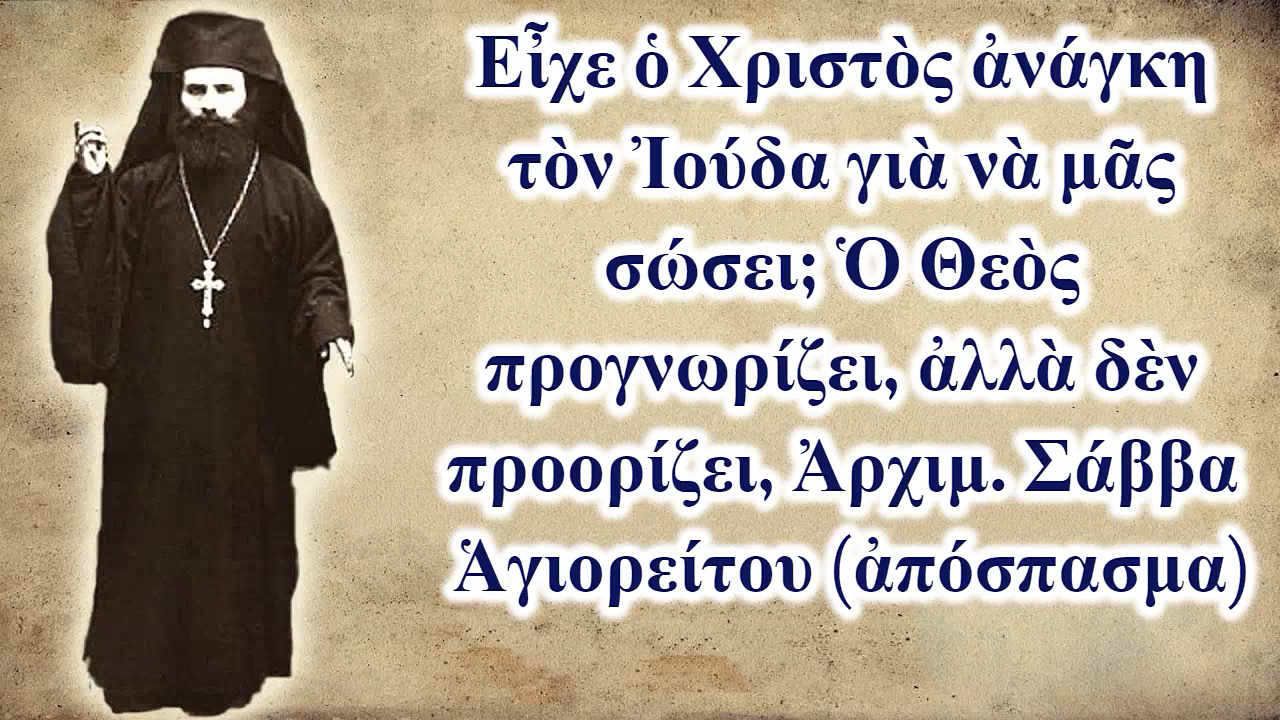 Εἶχε ὁ Χριστὸς ἀνάγκη
τὸν Ἰούδα γιὰ νὰ μᾶς
σώσει; Ὁ Θεὸς
προγνωρίζει, ἀλλὰ δὲν
προορίζει, Ἀρχιμ. Σάββα
Ἁγιορείτου (ἀπόσπασμα)